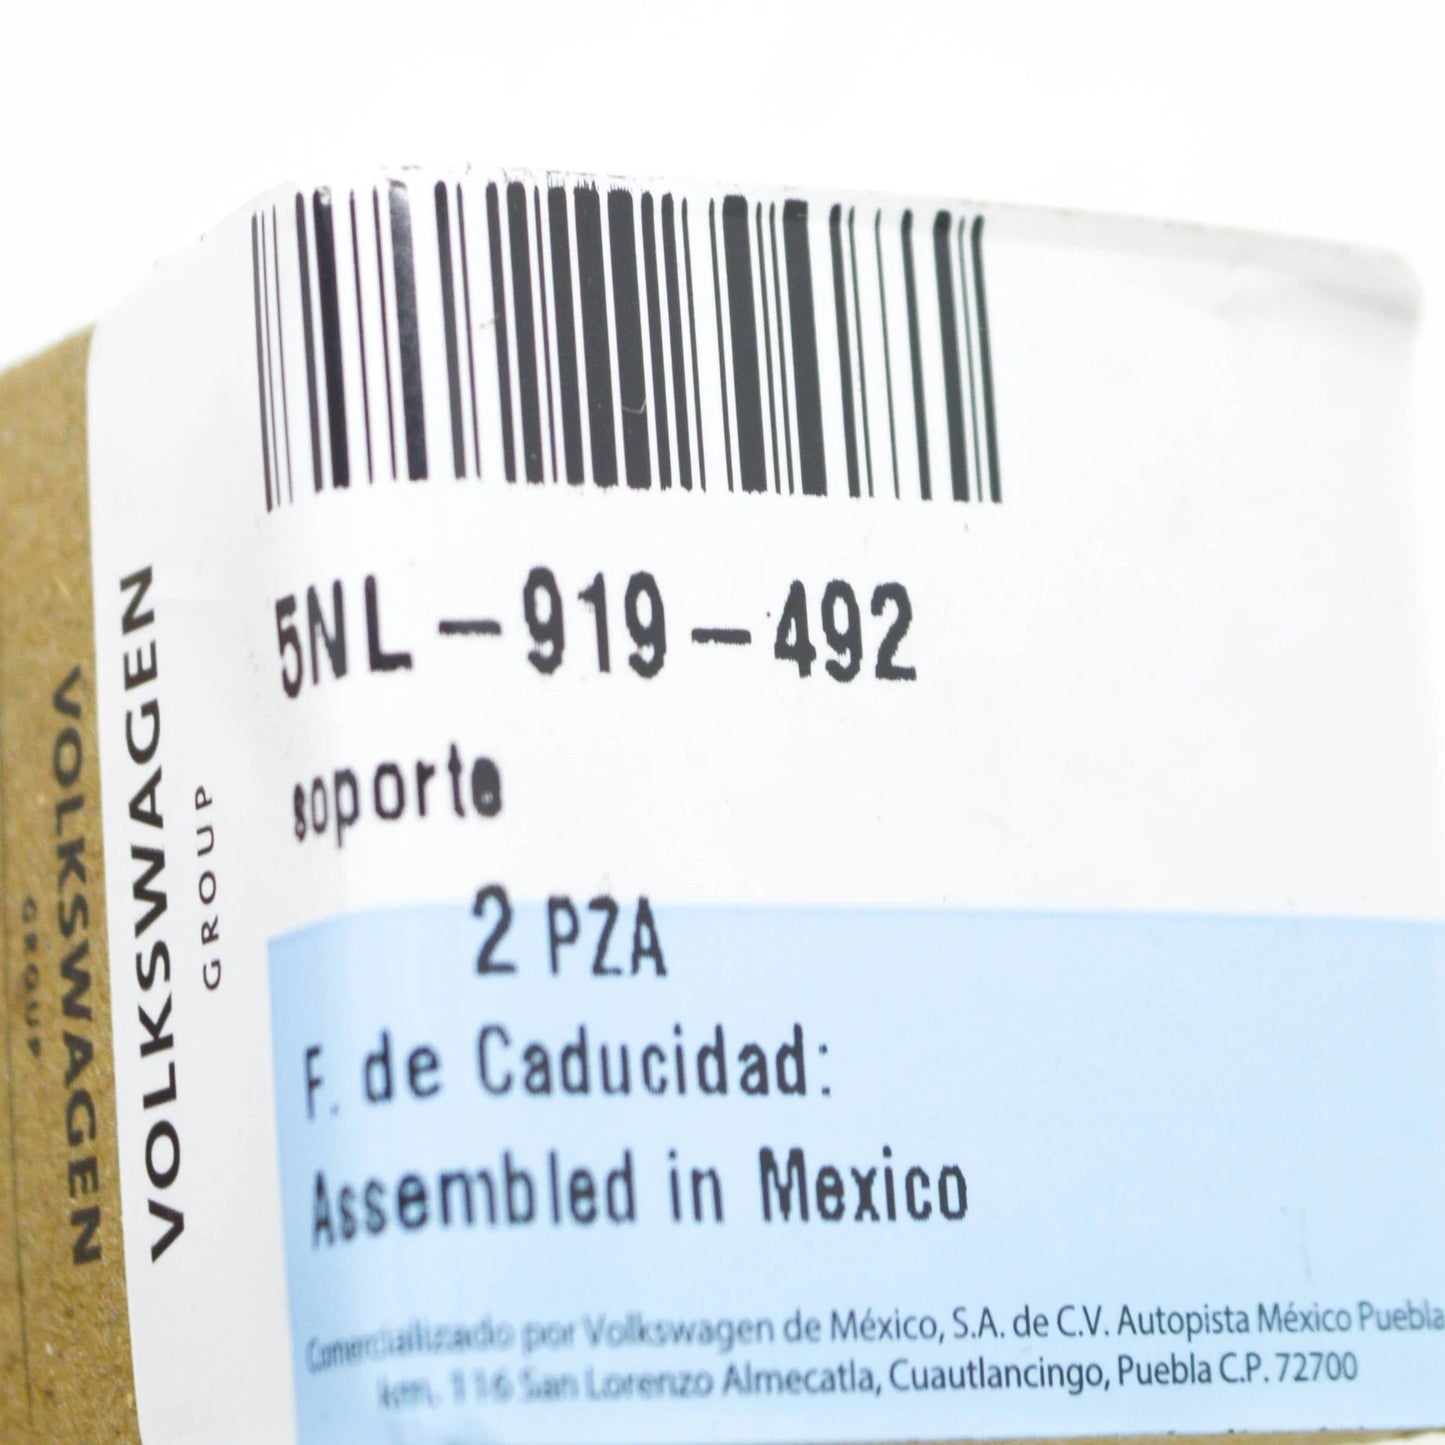 VOLKSWAGEN
GROUP
VOLKSWAGEN
GROUP
5NL-919-492
soporte
2 PZA
F. de Caducidad:
Assembled in Mexico
Comercializado por Volkswagen de México, S.A. de C.V. Autopista México Puebla
km. 116 San Lorenzo Almecatla, Cuautlancingo, Puebla C.P. 72700